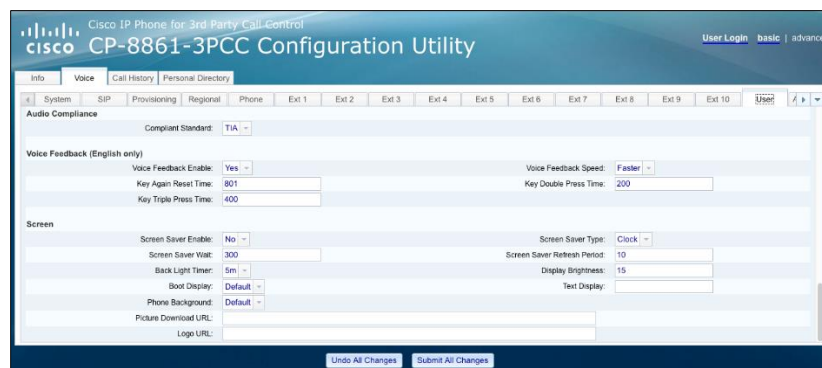 Cisco IP Phone for 3rd Party Call Control
CISCO CP-8861-3PCC Configuration Utility
User Login basic | advance
Info Voice Call History Personal Directory
System SIP Provisioning Regional Phone Ext 1 Ext 2 Ext 3 Ext 4 Ext 5 Ext 6 Ext 7 Ext 8 Ext 9 Ext 10 User
Audio Compliance
Compliant Standard: TIA
Voice Feedback (English only)
Voice Feedback Enable: Yes Voice Feedback Speed: Faster
Key Again Reset Time: 801 Key Double Press Time: 200
Key Triple Press Time: 400
Screen
Screen Saver Enable: No Screen Saver Type: Clock
Screen Saver Wait: 300 Screen Saver Refresh Period: 10
Back Light Timer: 5m Display Brightness: 15
Boot Display: Default Text Display:
Phone Background: Default
Picture Download URL:
Logo URL:
Undo All Changes Submit All Changes